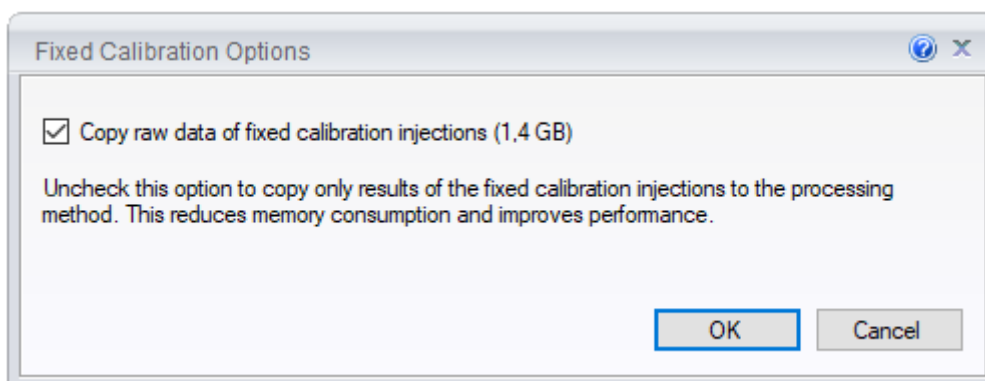 Fixed Calibration Options
Copy raw data of fixed calibration injections (1,4 GB)
Uncheck this option to copy only results of the fixed calibration injections to the processing
method. This reduces memory consumption and improves performance.
OK Cancel